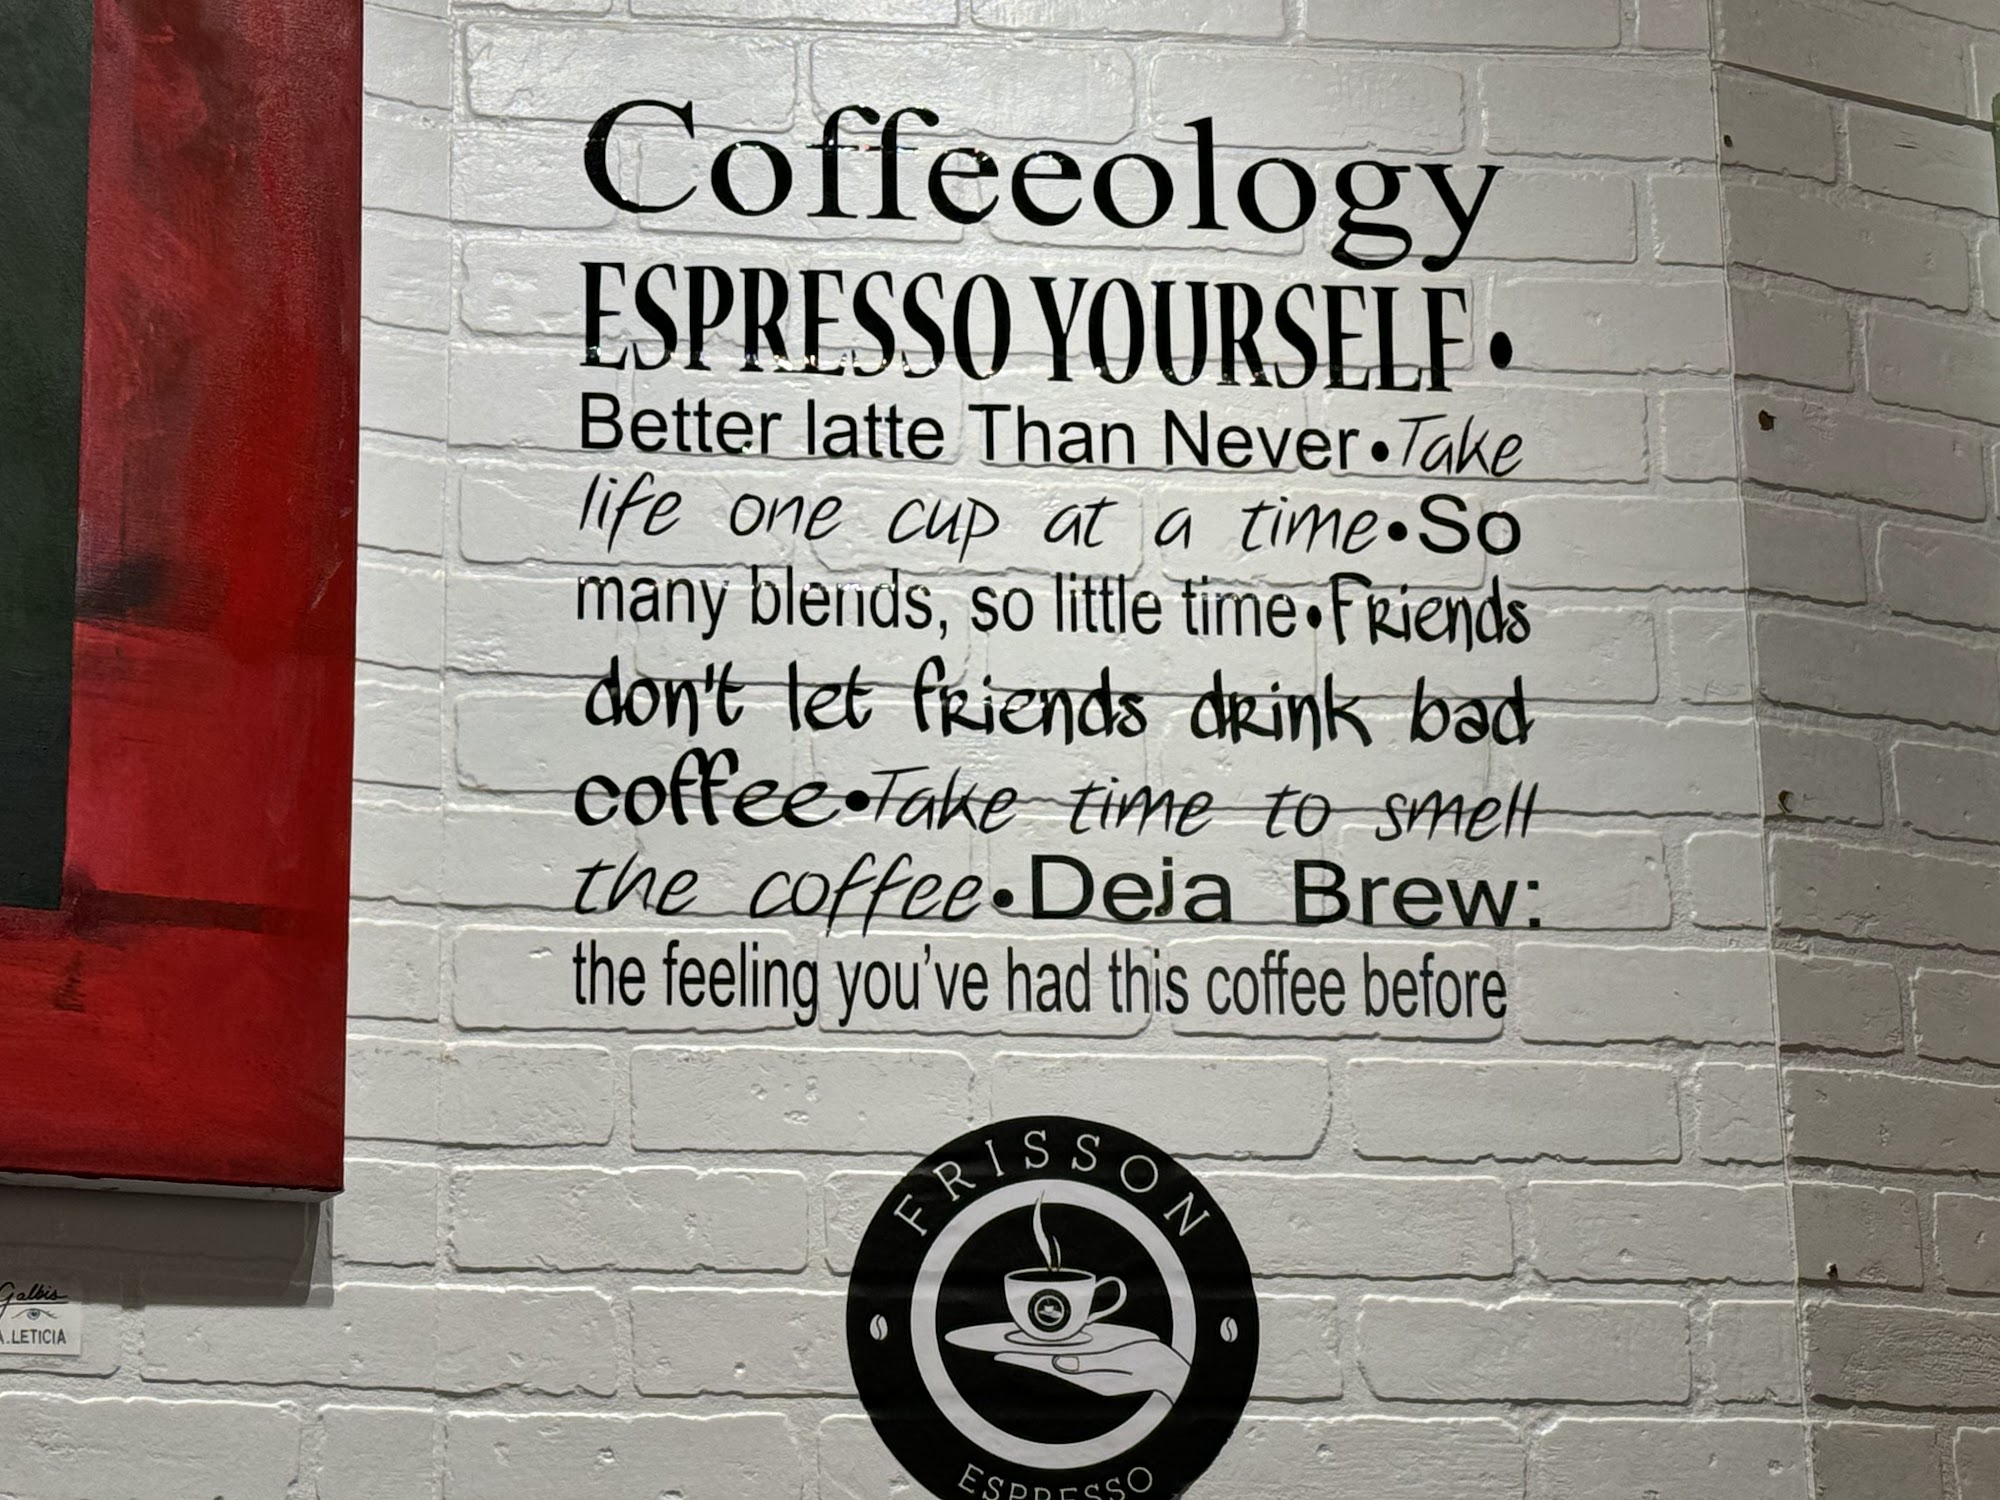 Coffeeology
ESPRESSO YOURSELF •
Better latte Than Never•Take
life one cup at a time•So
many blends, so little time•Friends
don't let friends drink bad
coffee•Take time to smell
the coffee•Deja Brew:
the feeling you've had this coffee before
FRISSON
ESPRESSO
Galbis
A.LETICIA